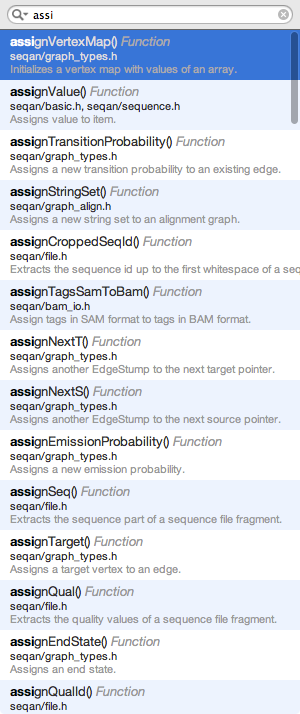 assi
assignVertexMap() Function
seqan/graph_types.h
Initializes a vertex map with values of an array.
assignValue() Function
seqan/basic.h, seqan/sequence.h
Assigns value to item.
assignTransitionProbability() Function
seqan/graph_types.h
Assigns a new transition probability to an existing edge.
assignStringSet() Function
seqan/graph_align.h
Assigns a new string set to an alignment graph.
assignCroppedSeqId() Function
seqan/file.h
Extracts the sequence id up to the first whitespace of a seq
assignTagsSamToBam() Function
seqan/bam_io.h
Assign tags in SAM format to tags in BAM format.
assignNextT() Function
seqan/graph_types.h
Assigns another EdgeStump to the next target pointer.
assignNextS() Function
seqan/graph_types.h
Assigns another EdgeStump to the next source pointer.
assignEmissionProbability() Function
seqan/graph_types.h
Assigns a new emission probability.
assignSeq() Function
seqan/file.h
Extracts the sequence part of a sequence file fragment.
assignTarget() Function
seqan/graph_types.h
Assigns a target vertex to an edge.
assignQual() Function
seqan/file.h
Extracts the quality values of a sequence file fragment.
assignEndState() Function
seqan/graph_types.h
Assigns an end state.
assignQualId() Function
seqan/file.h